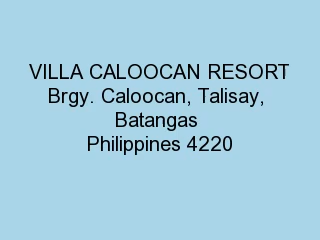 VILLA CALOOCAN RESORT
Brgy. Caloocan, Talisay,
Batangas
Philippines 4220